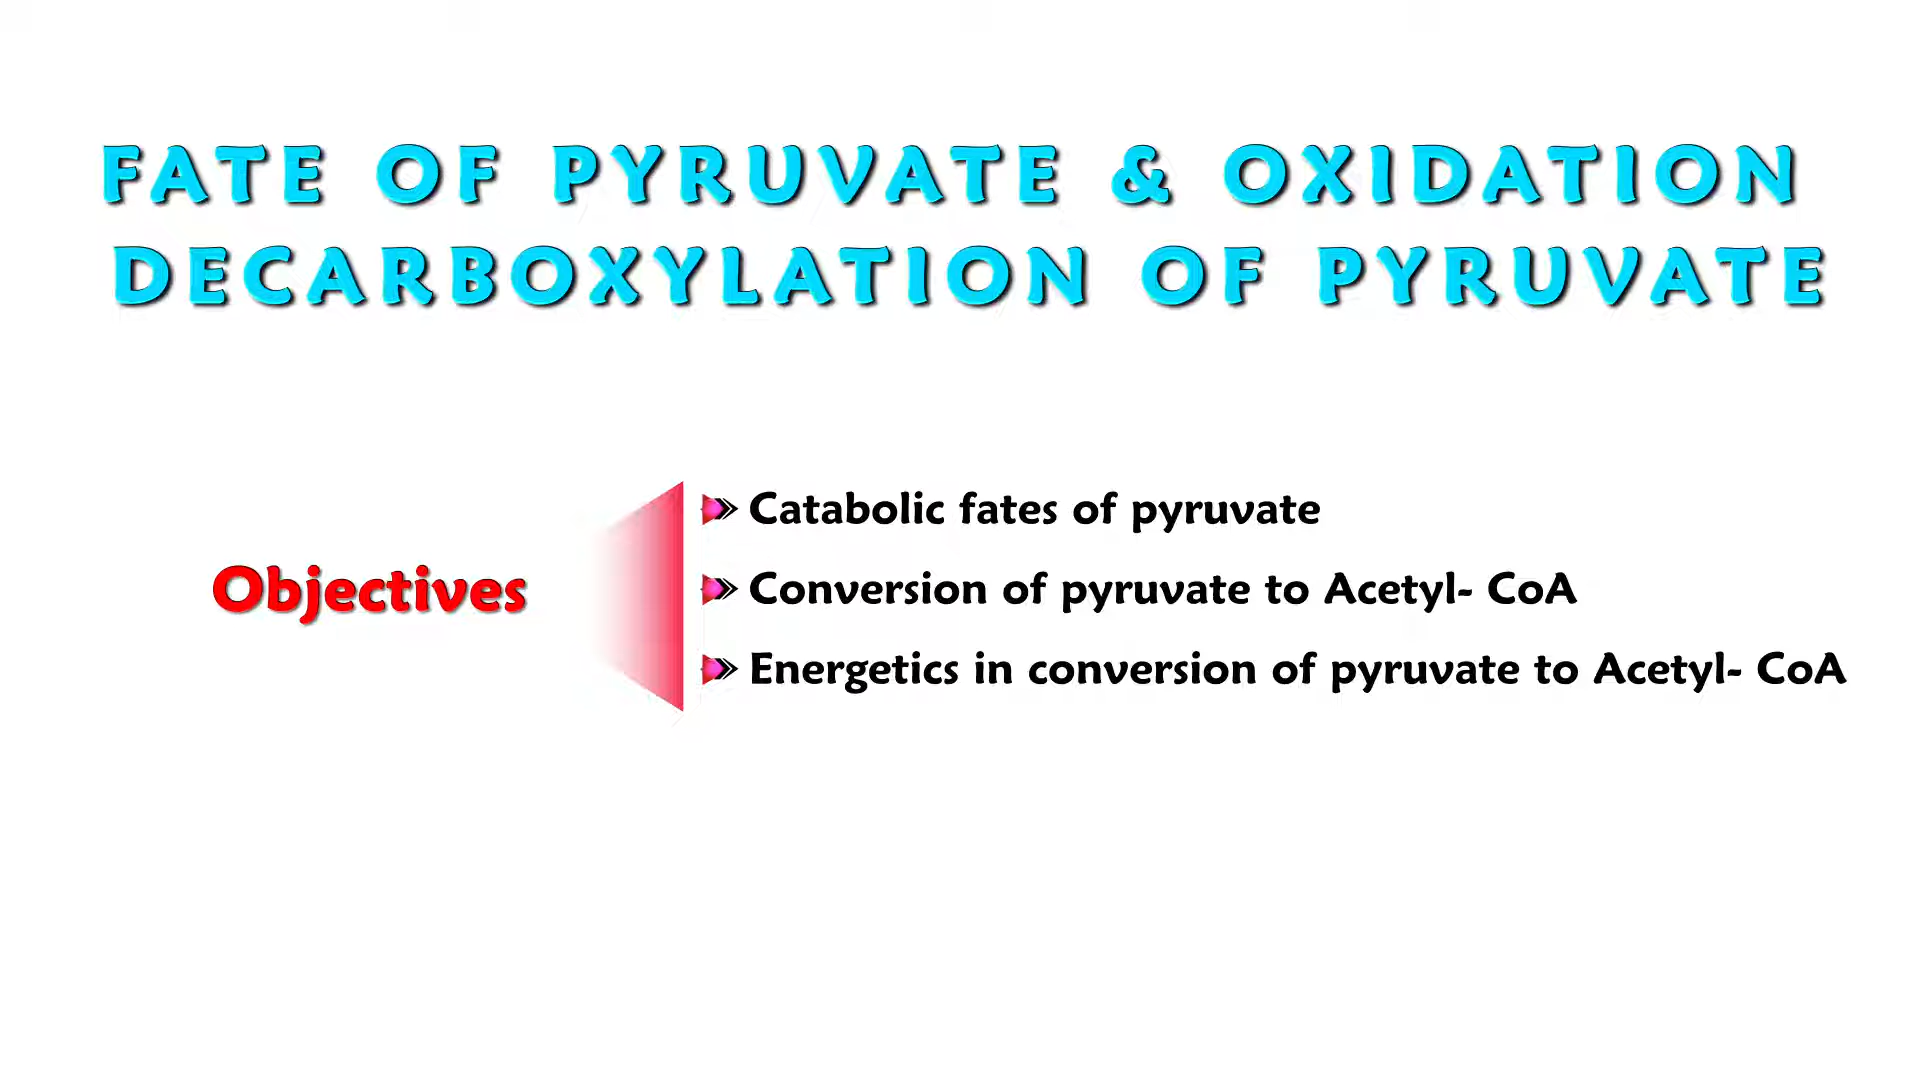 FATE OF PYRUVATE & OXIDATION
DECARBOXYLATION OF PYRUVATE
Objectives
Catabolic fates of pyruvate
Conversion of pyruvate to Acetyl- CoA
Energetics in conversion of pyruvate to Acetyl- CoA